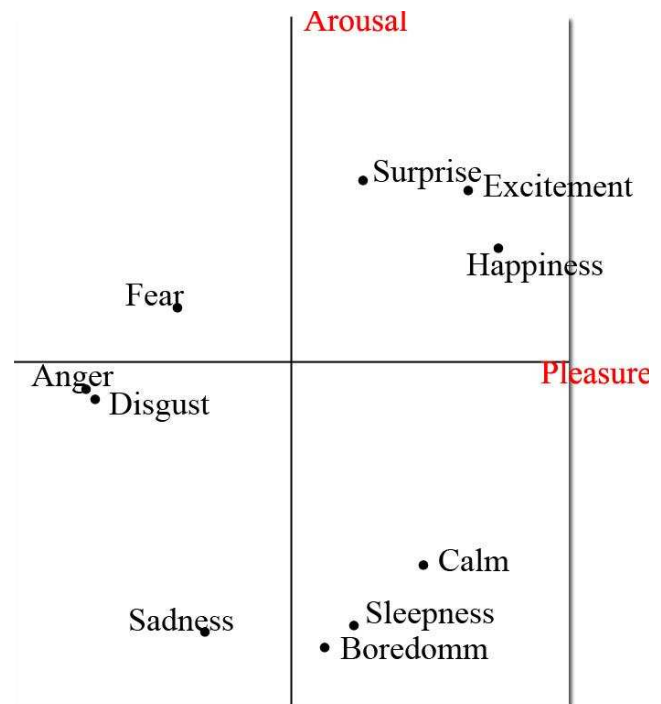 Arousal
Surprise
Excitement
Happiness
Fear
Pleasure
Anger
Disgust
Calm
Sleepness
Sadness
Boredomm